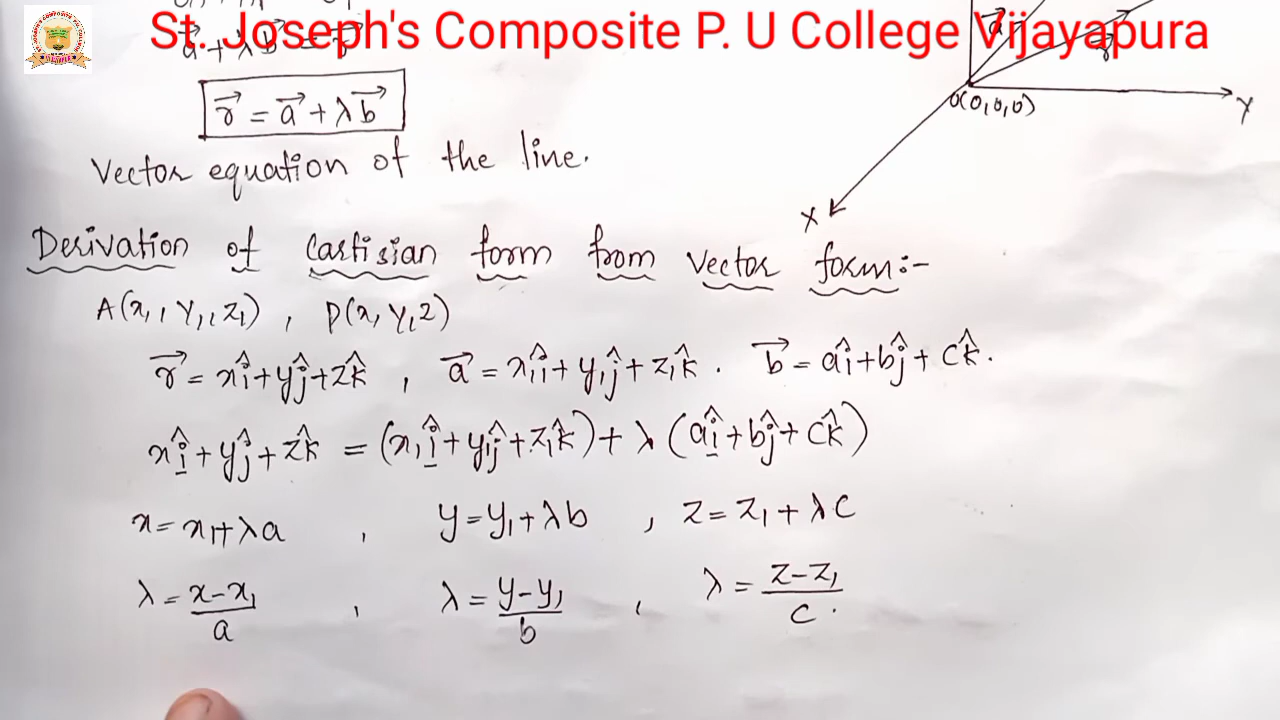 St. Joseph's Composite P. U College Vijayapura
a⃗ + λ b⃗ = r⃗
r⃗ = a⃗ + λ b⃗
O(0,0,0)
Y
X
Vector equation of the line.
Derivation of Cartisian form from vector form:-
A(x₁, y₁, z₁) , P(x, y, z)
r⃗ = xî + yĵ + zk̂ , a⃗ = x₁î + y₁ĵ + z₁k̂ . b⃗ = aî + bĵ + ck̂ .
xî + yĵ + zk̂ = (x₁î + y₁ĵ + z₁k̂) + λ (aî + bĵ + ck̂)
x = x₁ + λa , y = y₁ + λb , z = z₁ + λc
λ = (x - x₁)/a , λ = (y - y₁)/b , λ = (z - z₁)/c .